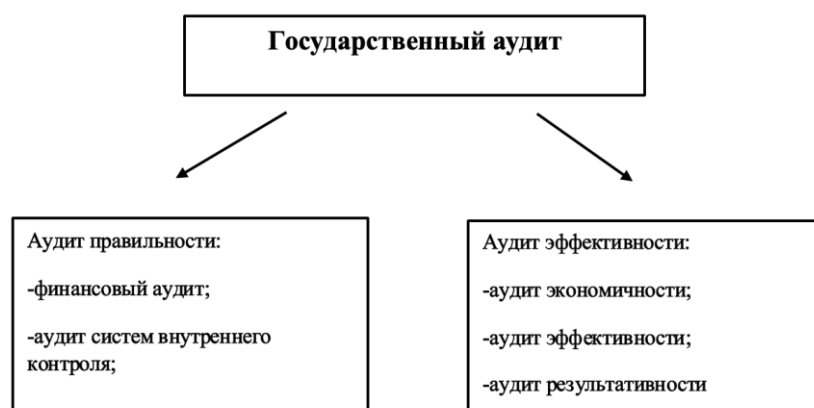 Государственный аудит
Аудит правильности:
-финансовый аудит;
-аудит систем внутреннего
контроля;
Аудит эффективности:
-аудит экономичности;
-аудит эффективности;
-аудит результативности